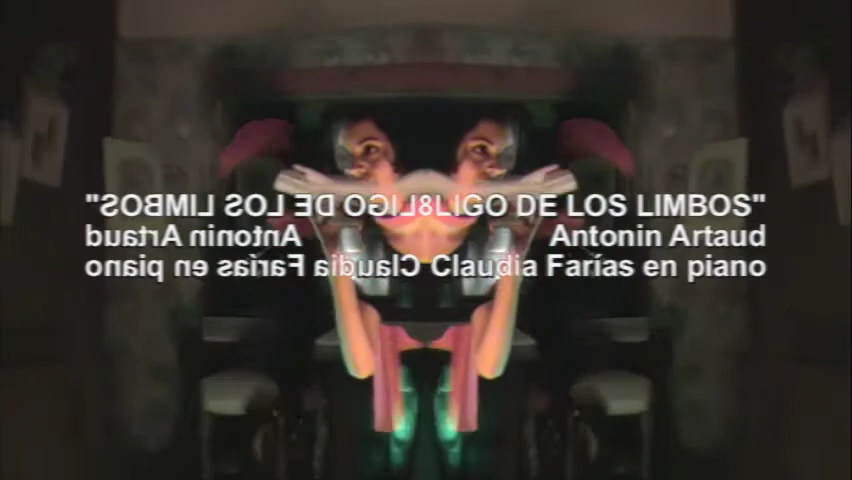 LIGO DE LOS LIMBOS"
Antonin Artaud
Claudia Farías en piano